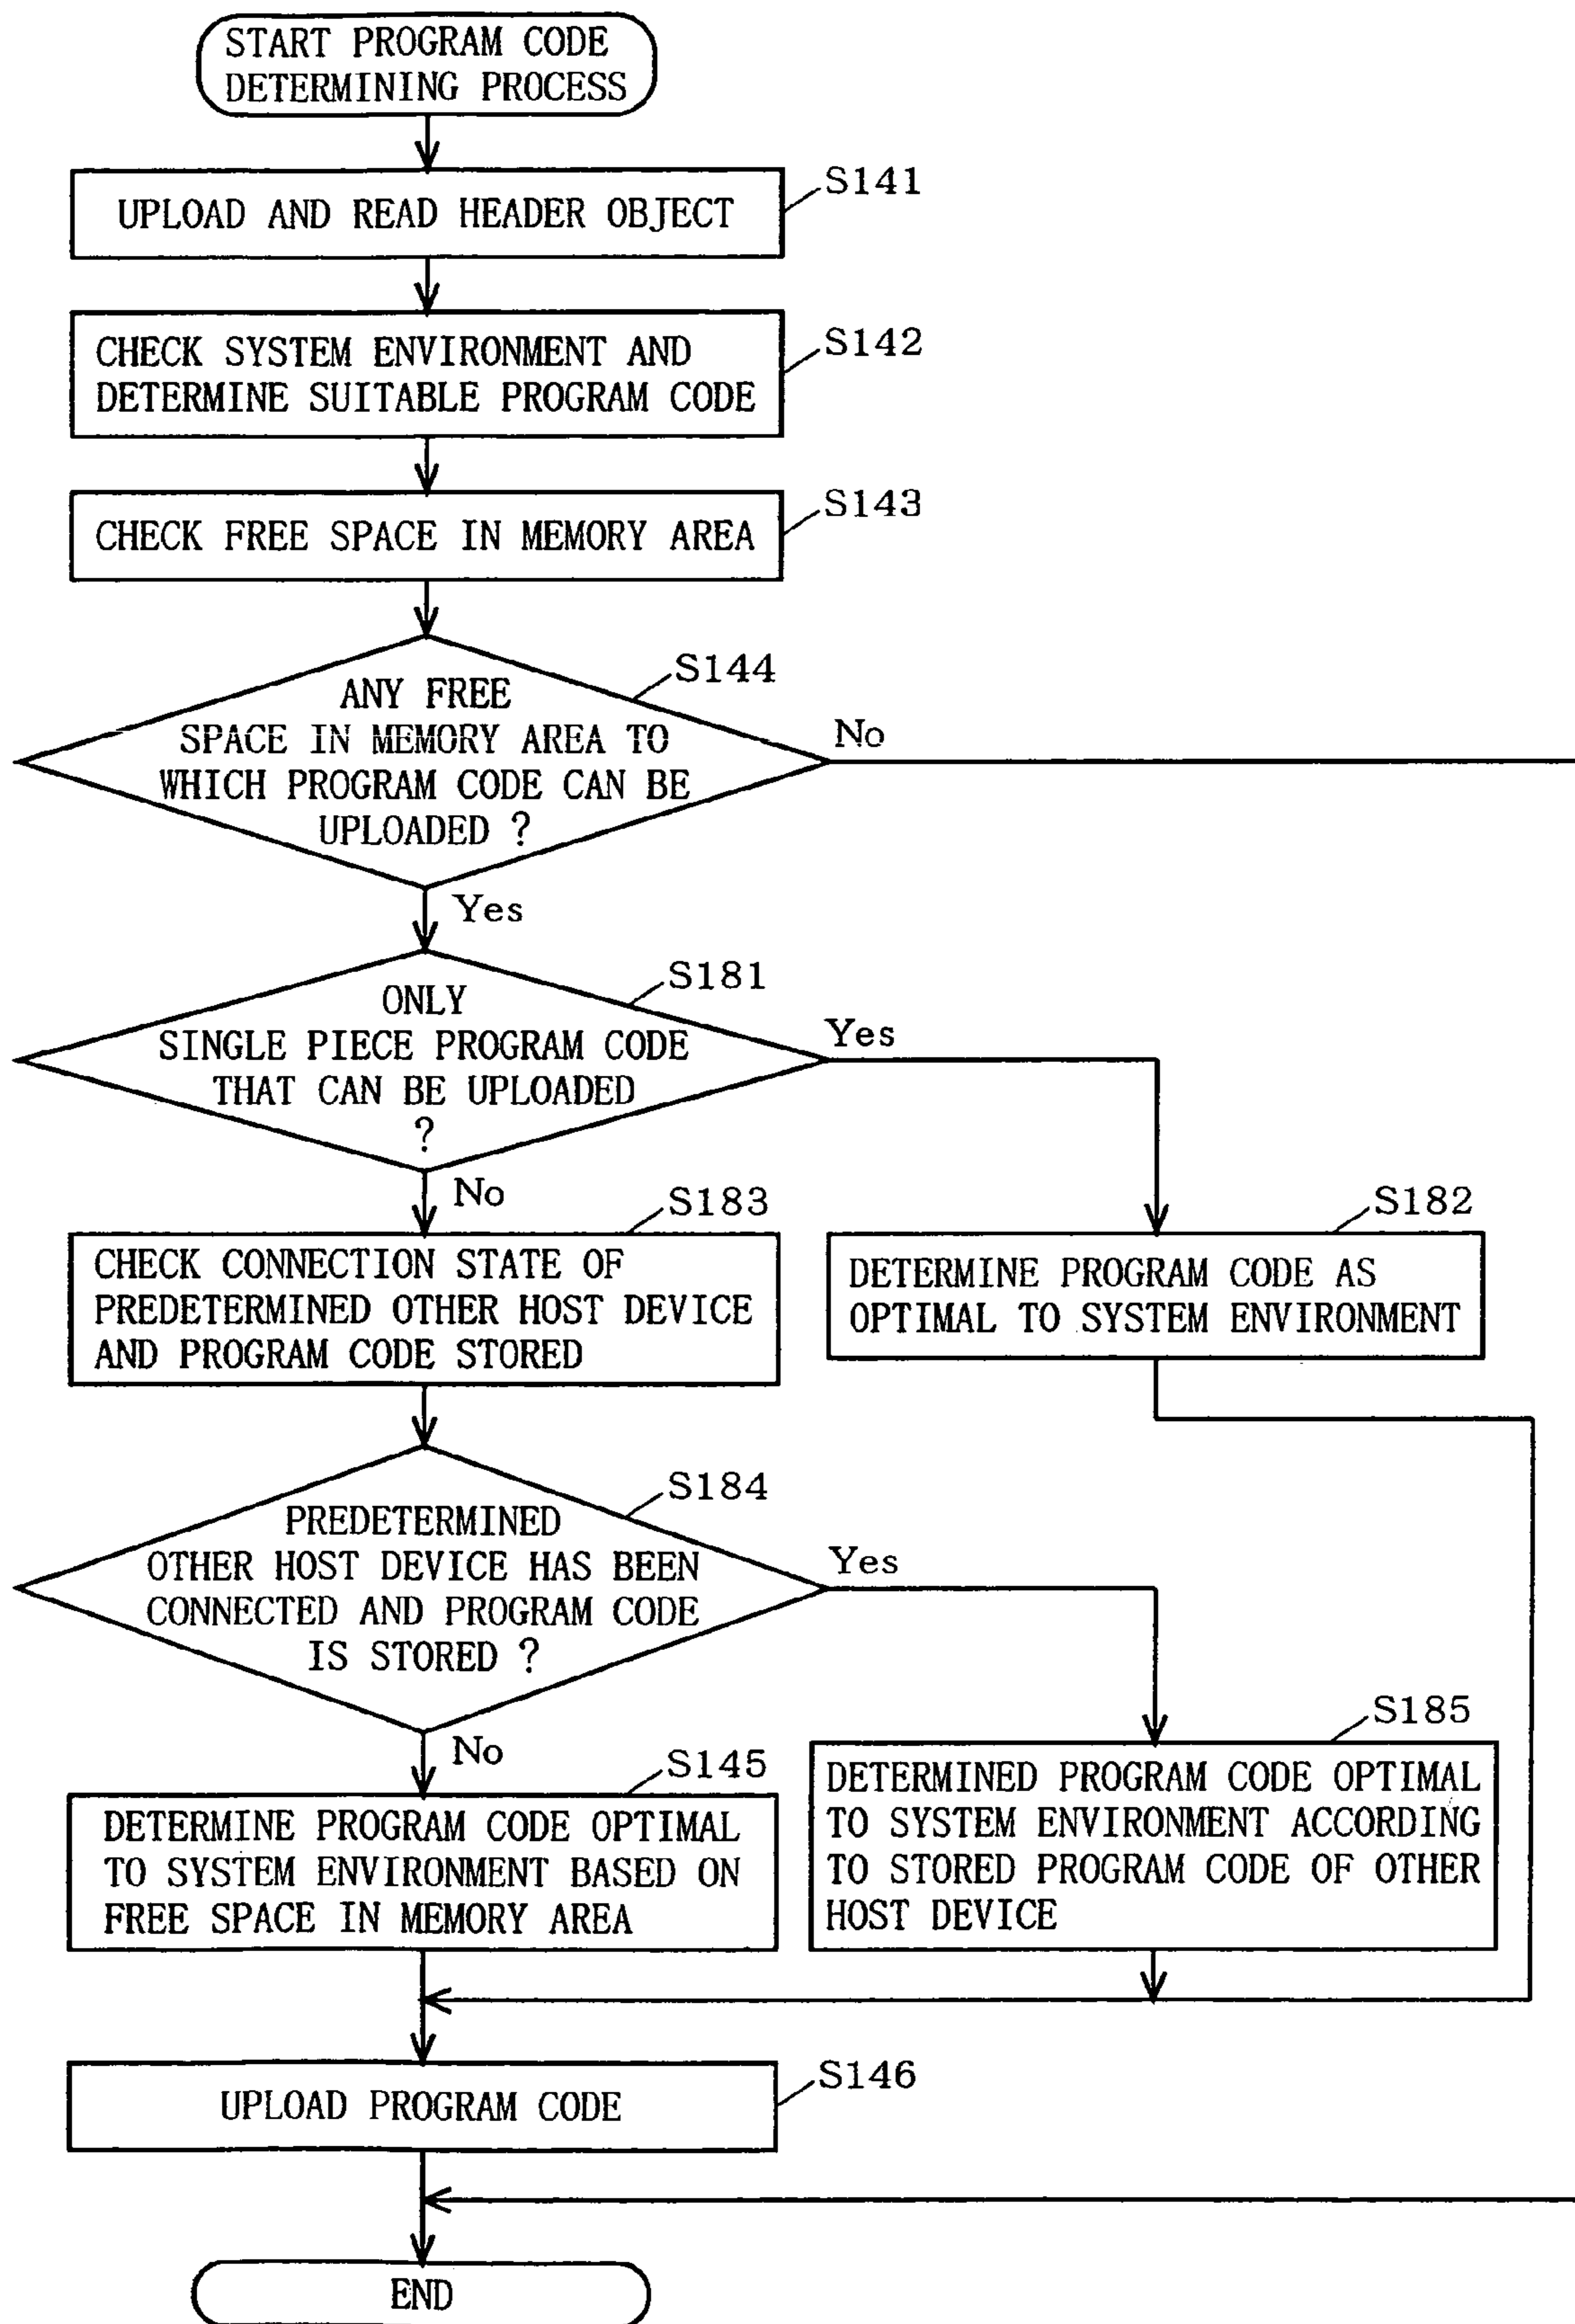 START PROGRAM CODE
DETERMINING PROCESS
S141
UPLOAD AND READ HEADER OBJECT
S142
CHECK SYSTEM ENVIRONMENT AND
DETERMINE SUITABLE PROGRAM CODE
S143
CHECK FREE SPACE IN MEMORY AREA
S144
ANY FREE
SPACE IN MEMORY AREA TO
WHICH PROGRAM CODE CAN BE
UPLOADED ?
No
Yes
S181
ONLY
SINGLE PIECE PROGRAM CODE
THAT CAN BE UPLOADED
?
Yes
No
S183
CHECK CONNECTION STATE OF
PREDETERMINED OTHER HOST DEVICE
AND PROGRAM CODE STORED
S182
DETERMINE PROGRAM CODE AS
OPTIMAL TO SYSTEM ENVIRONMENT
S184
PREDETERMINED
OTHER HOST DEVICE HAS BEEN
CONNECTED AND PROGRAM CODE
IS STORED ?
Yes
No
S145
DETERMINE PROGRAM CODE OPTIMAL
TO SYSTEM ENVIRONMENT BASED ON
FREE SPACE IN MEMORY AREA
S185
DETERMINED PROGRAM CODE OPTIMAL
TO SYSTEM ENVIRONMENT ACCORDING
TO STORED PROGRAM CODE OF OTHER
HOST DEVICE
S146
UPLOAD PROGRAM CODE
END